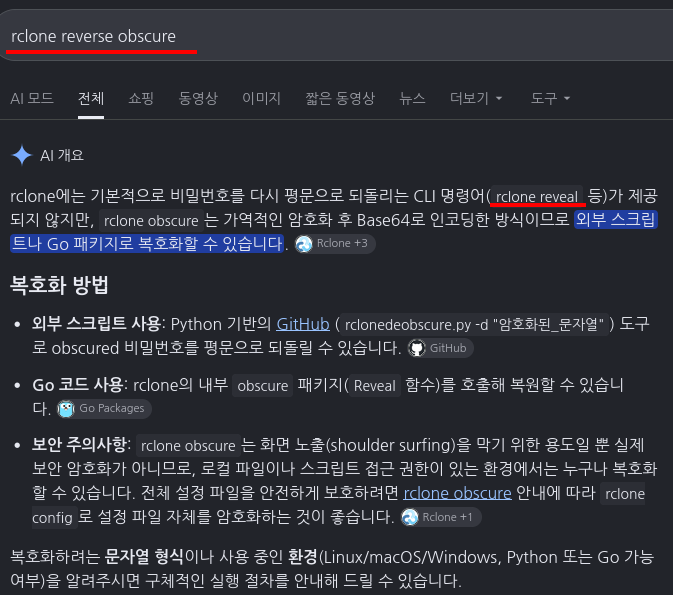 rclone reverse obscure
AI 모드 전체 쇼핑 동영상 이미지 짧은 동영상 뉴스 더보기 도구
AI 개요
rclone에는 기본적으로 비밀번호를 다시 평문으로 되돌리는 CLI 명령어(rclone reveal 등)가 제공
되지 않지만, rclone obscure 는 가역적인 암호화 후 Base64로 인코딩한 방식이므로 외부 스크립
트나 Go 패키지로 복호화할 수 있습니다. Rclone +3
복호화 방법
• 외부 스크립트 사용: Python 기반의 GitHub ( rclonedeobscure.py -d "암호화된_문자열" ) 도구
로 obscured 비밀번호를 평문으로 되돌릴 수 있습니다. GitHub
• Go 코드 사용: rclone의 내부 obscure 패키지( Reveal 함수)를 호출해 복원할 수 있습니
다. Go Packages
• 보안 주의사항: rclone obscure 는 화면 노출(shoulder surfing)을 막기 위한 용도일 뿐 실제
보안 암호화가 아니므로, 로컬 파일이나 스크립트 접근 권한이 있는 환경에서는 누구나 복호화
할 수 있습니다. 전체 설정 파일을 안전하게 보호하려면 rclone obscure 안내에 따라 rclone
config 로 설정 파일 자체를 암호화하는 것이 좋습니다. Rclone +1
복호화하려는 문자열 형식이나 사용 중인 환경(Linux/macOS/Windows, Python 또는 Go 가능
여부)을 알려주시면 구체적인 실행 절차를 안내해 드릴 수 있습니다.